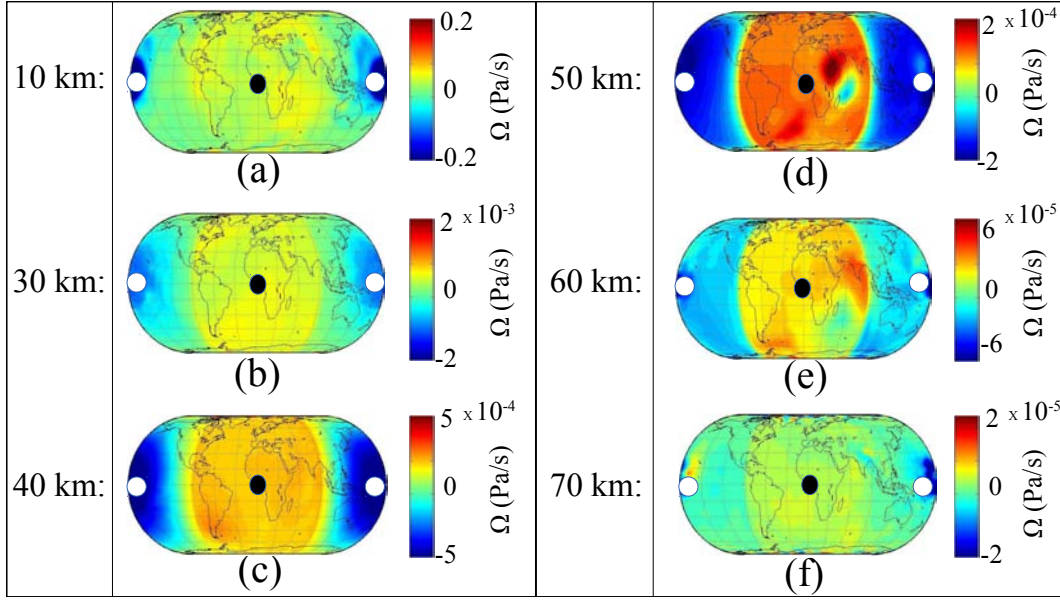 10 km:
0.2
0
-0.2
Ω (Pa/s)
(a)
30 km:
2 x 10-3
0
-2
Ω (Pa/s)
(b)
40 km:
5 x 10-4
0
-5
Ω (Pa/s)
(c)
50 km:
2 x 10-4
0
-2
Ω (Pa/s)
(d)
60 km:
6 x 10-5
0
-6
Ω (Pa/s)
(e)
70 km:
2 x 10-5
0
-2
Ω (Pa/s)
(f)